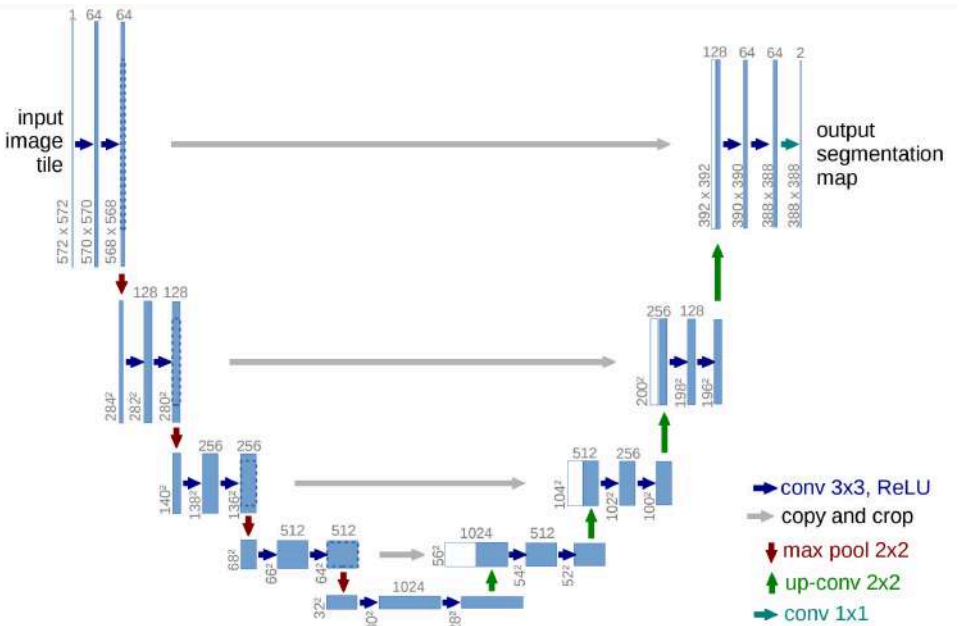 1 64 64
128 64 64 2
input
image
tile
output
segmentation
map
572 x 572
570 x 570
568 x 568
392 x 392
390 x 390
388 x 388
388 x 388
128 128
256 128
284²
282²
280²
200²
198²
196²
256 256
512 256
140²
138²
136²
104²
102²
100²
512 512
1024 512
68²
66²
64²
56²
54²
52²
1024
32²
conv 3x3, ReLU
copy and crop
max pool 2x2
up-conv 2x2
conv 1x1